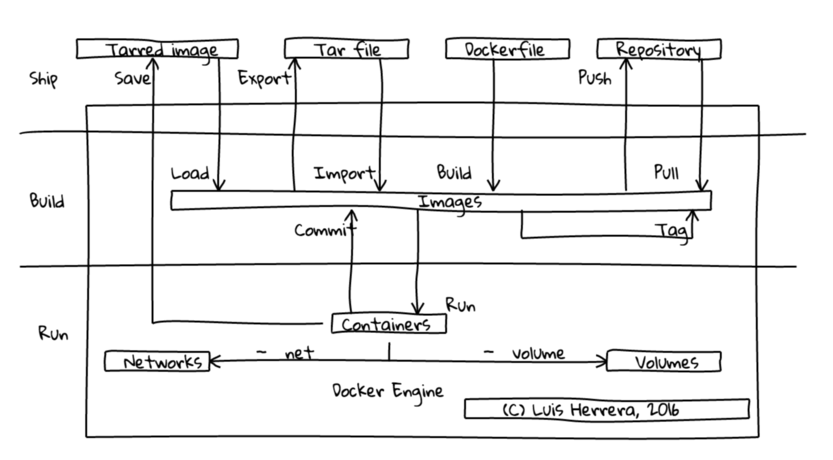 Tarred image
Tar file
Dockerfile
Repository
Ship
Save
Export
Push
Load
Import
Build
Pull
Build
Images
Commit
Tag
Run
Run
Containers
Networks
- net
- volume
Volumes
Docker Engine
(C) Luis Herrera, 2016